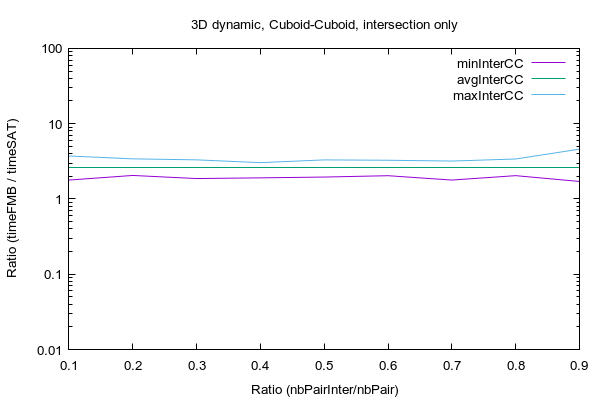 3D dynamic, Cuboid-Cuboid, intersection only
minInterCC
avgInterCC
maxInterCC
100
10
1
0.1
0.01
Ratio (timeFMB / timeSAT)
0.1 0.2 0.3 0.4 0.5 0.6 0.7 0.8 0.9
Ratio (nbPairInter/nbPair)